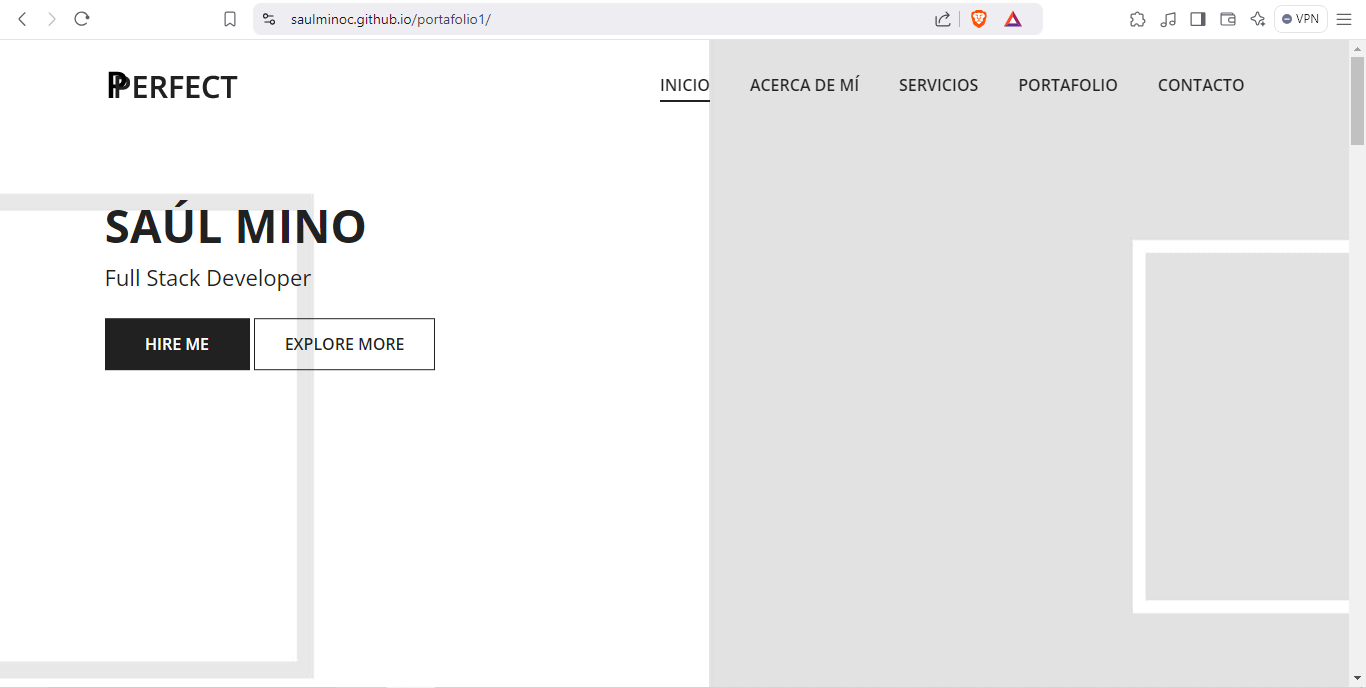 saulminoc.github.io/portafolio1/
VPN
PPERFECT
INICIO ACERCA DE MÍ SERVICIOS PORTAFOLIO CONTACTO
SAÚL MINO
Full Stack Developer
HIRE ME EXPLORE MORE